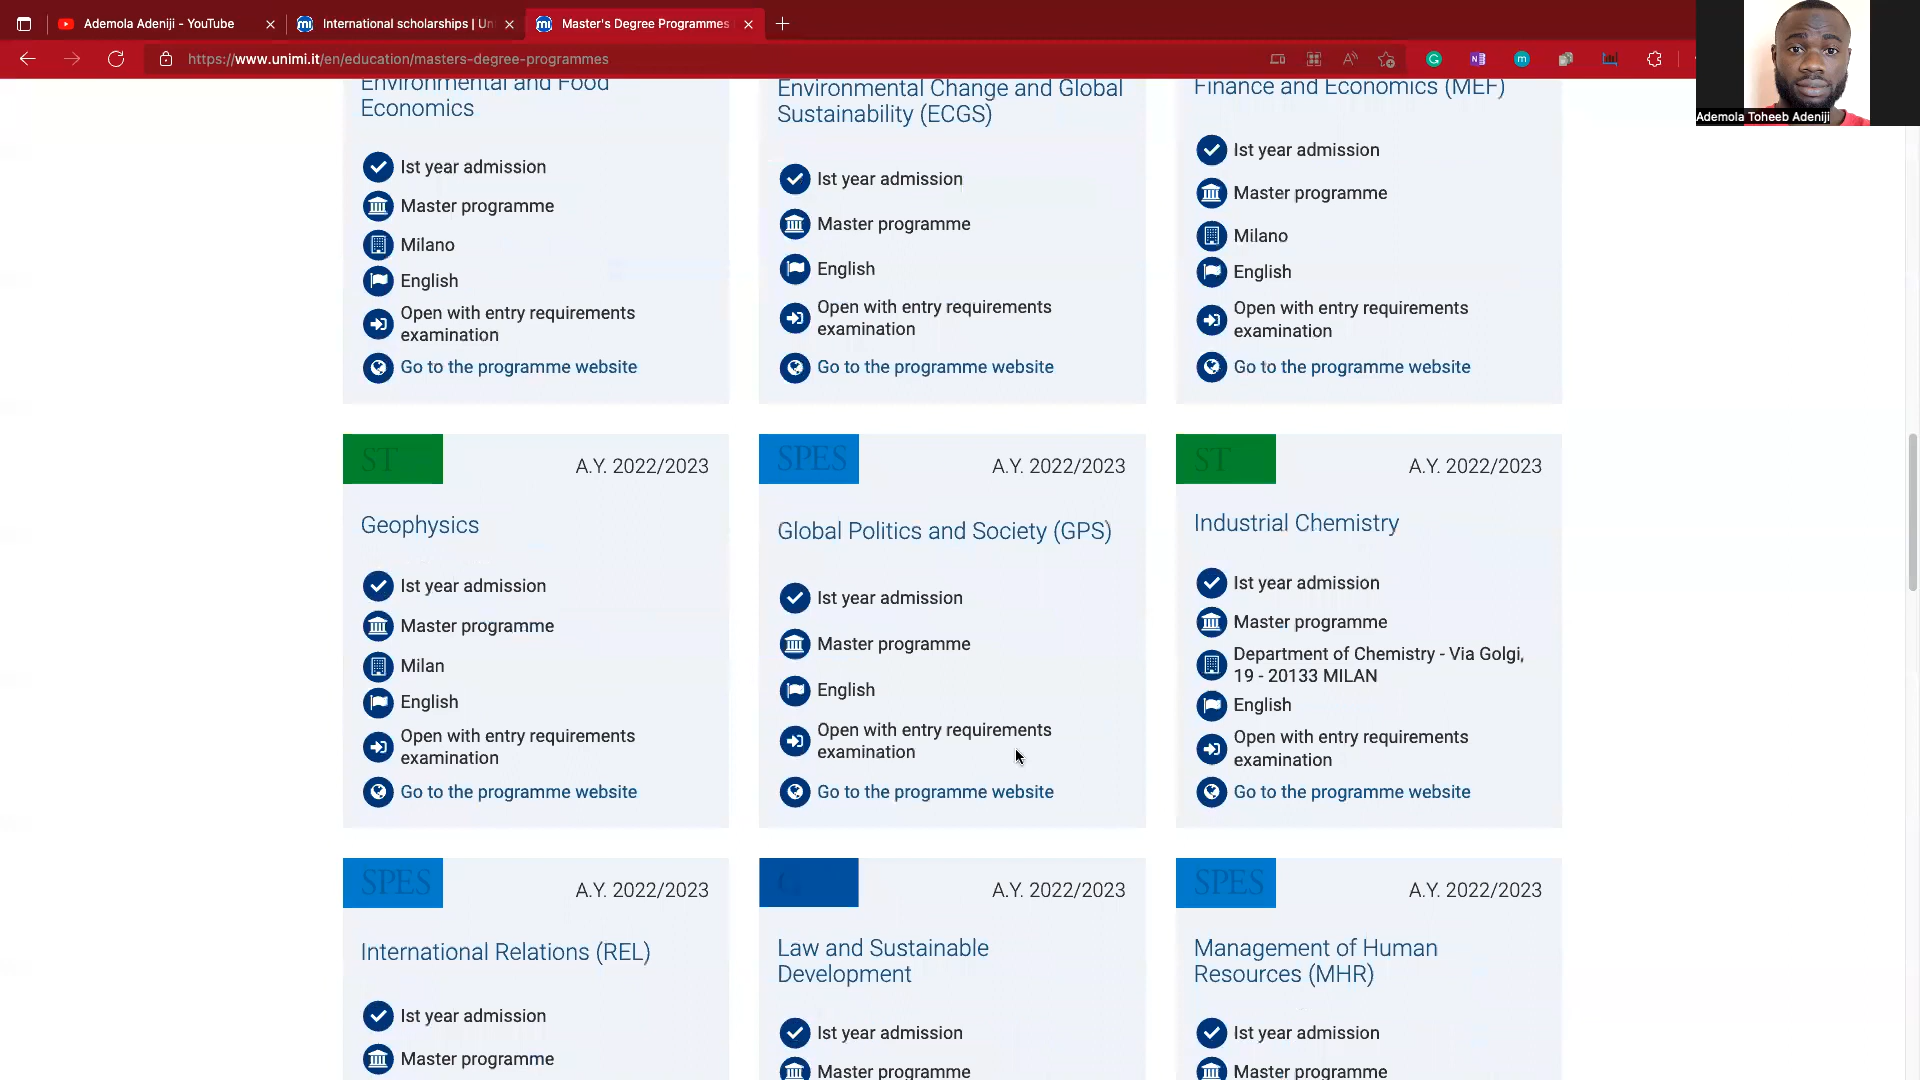 Ademola Adeniji - YouTube
International scholarships | Un
Master's Degree Programmes
https://www.unimi.it/en/education/masters-degree-programmes
Ademola Toheeb Adeniji
Environmental and Food
Economics
Ist year admission
Master programme
Milano
English
Open with entry requirements
examination
Go to the programme website
Environmental Change and Global
Sustainability (ECGS)
Ist year admission
Master programme
English
Open with entry requirements
examination
Go to the programme website
Finance and Economics (MEF)
Ist year admission
Master programme
Milano
English
Open with entry requirements
examination
Go to the programme website
ST
A.Y. 2022/2023
Geophysics
Ist year admission
Master programme
Milan
English
Open with entry requirements
examination
Go to the programme website
SPES
A.Y. 2022/2023
Global Politics and Society (GPS)
Ist year admission
Master programme
English
Open with entry requirements
examination
Go to the programme website
ST
A.Y. 2022/2023
Industrial Chemistry
Ist year admission
Master programme
Department of Chemistry - Via Golgi,
19 - 20133 MILAN
English
Open with entry requirements
examination
Go to the programme website
SPES
A.Y. 2022/2023
International Relations (REL)
Ist year admission
Master programme
A.Y. 2022/2023
Law and Sustainable
Development
Ist year admission
Master programme
SPES
A.Y. 2022/2023
Management of Human
Resources (MHR)
Ist year admission
Master programme